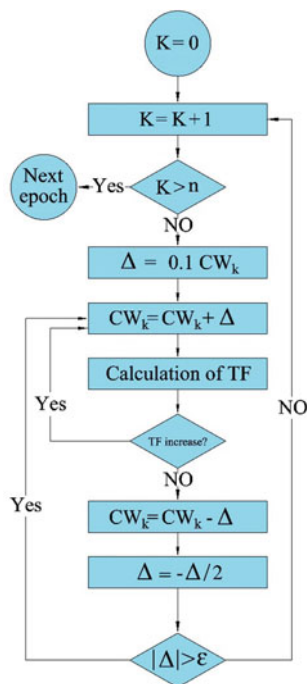 K = 0
K = K + 1
Next
epoch
Yes
K > n
NO
Δ = 0.1 CWₖ
CWₖ= CWₖ+ Δ
Calculation of TF
Yes
NO
TF increase?
NO
Yes
CWₖ= CWₖ - Δ
Δ = -Δ/2
|Δ|>ε